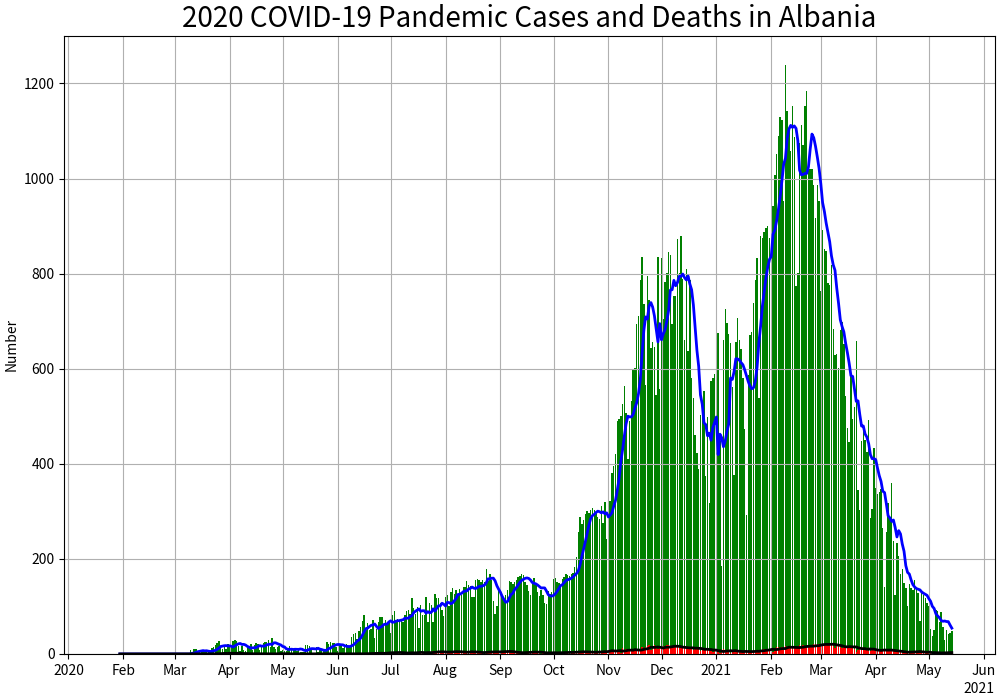 2020 COVID-19 Pandemic Cases and Deaths in Albania
1200
1000
800
600
400
200
0
Number
2020 Feb Mar Apr May Jun Jul Aug Sep Oct Nov Dec 2021 Feb Mar Apr May Jun
2021